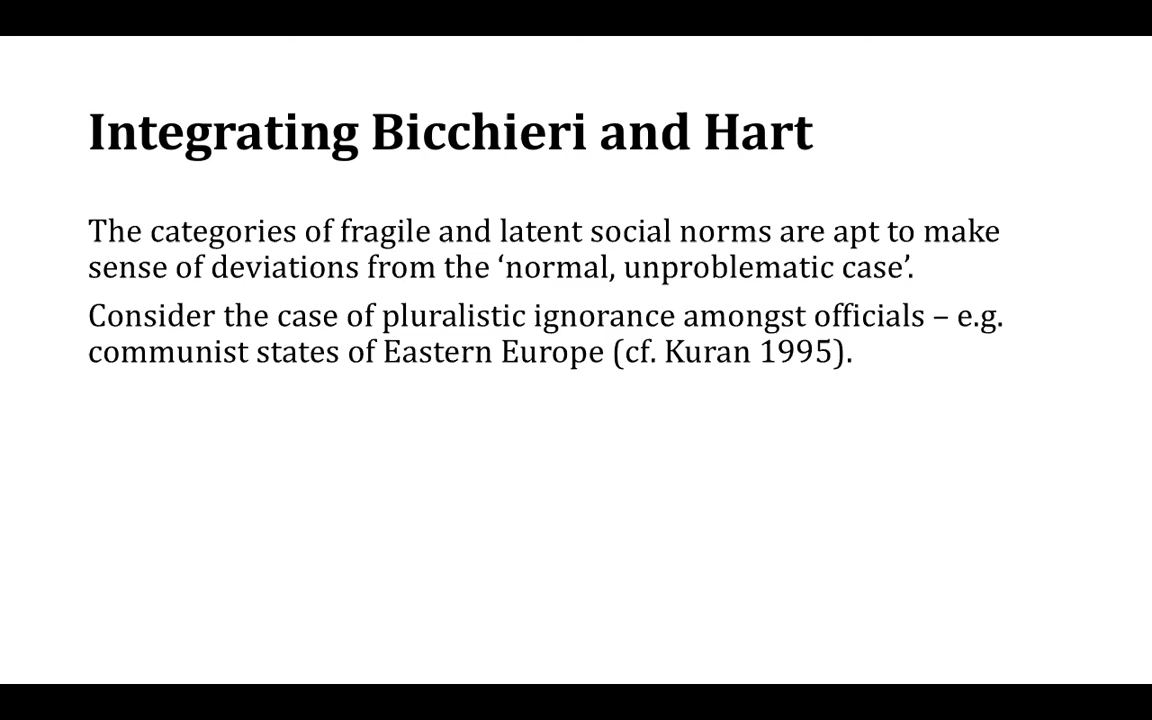 Integrating Bicchieri and Hart
The categories of fragile and latent social norms are apt to make
sense of deviations from the ‘normal, unproblematic case’.
Consider the case of pluralistic ignorance amongst officials – e.g.
communist states of Eastern Europe (cf. Kuran 1995).